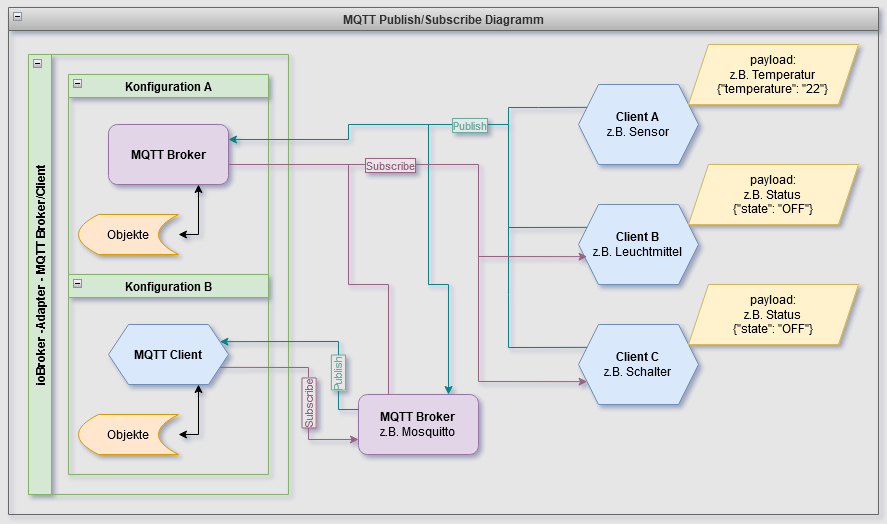 MQTT Publish/Subscribe Diagramm
IoBroker -Adapter - MQTT Broker/Client
Konfiguration A
MQTT Broker
Objekte
Konfiguration B
MQTT Client
Objekte
Publish
Subscribe
Publish
Subscribe
MQTT Broker
z.B. Mosquitto
Client A
z.B. Sensor
payload:
z.B. Temperatur
{"temperature": "22"}
Client B
z.B. Leuchtmittel
payload:
z.B. Status
{"state": "OFF"}
Client C
z.B. Schalter
payload:
z.B. Status
{"state": "OFF"}